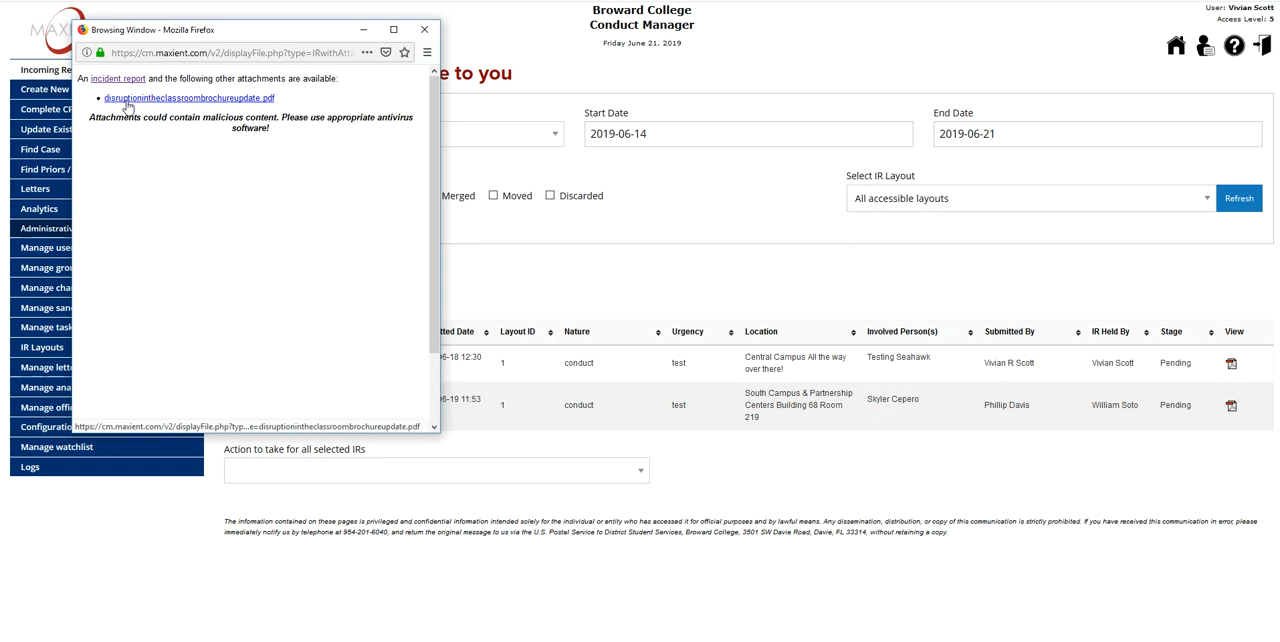 Broward College
Conduct Manager
Friday June 21, 2019
User: Vivian Scott
Access Level: 5
MAXI
Browsing Window - Mozilla Firefox
https://cm.maxient.com/v2/displayFile.php?type=IRwithAtta
An incident report and the following other attachments are available:
• disruptionintheclassroombrochureupdate.pdf
Attachments could contain malicious content. Please use appropriate antivirus
software!
https://cm.maxient.com/v2/displayFile.php?typ...e=disruptionintheclassroombrochureupdate.pdf
Incoming Re
Create New
Complete CF
Update Exist
Find Case
Find Priors /
Letters
Analytics
Administrativ
Manage user
Manage grou
Manage cha
Manage san
Manage task
IR Layouts
Manage lette
Manage ana
Manage offic
Configuratio
Manage watchlist
Logs
e to you
Start Date
End Date
2019-06-14
2019-06-21
Select IR Layout
Merged
Moved
Discarded
All accessible layouts
Refresh
tted Date Layout ID Nature Urgency Location Involved Person(s) Submitted By IR Held By Stage View
06-18 12:30 1 conduct test Central Campus All the way over there! Testing Seahawk Vivian R Scott Vivian Scott Pending
06-19 11:53 1 conduct test South Campus & Partnership Centers Building 68 Room 219 Skyler Cepero Phillip Davis William Soto Pending
Action to take for all selected IRs
The information contained on these pages is privileged and confidential information intended solely for the individual or entity who has accessed it for official purposes and by lawful means. Any dissemination, distribution, or copy of this communication is strictly prohibited. If you have received this communication in error, please
immediately notify us by telephone at 954-201-6040, and return the original message to us via the U.S. Postal Service to District Student Services, Broward College, 3501 SW Davie Road, Davie, FL 33314, without retaining a copy.